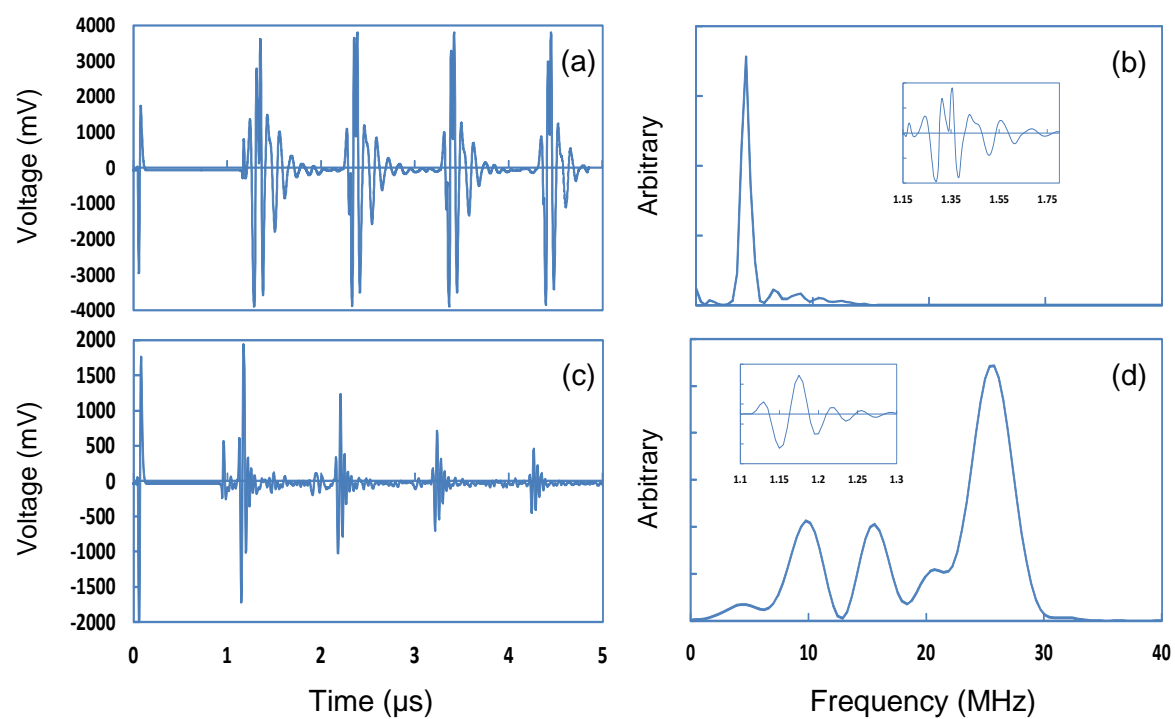 4000
3000
2000
1000
0
-1000
-2000
-3000
-4000
Voltage (mV)
(a)
Arbitrary
(b)
1.15 1.35 1.55 1.75
2000
1500
1000
500
0
-500
-1000
-1500
-2000
Voltage (mV)
(c)
0 1 2 3 4 5
Time (μs)
Arbitrary
(d)
1.1 1.15 1.2 1.25 1.3
0 10 20 30 40
Frequency (MHz)